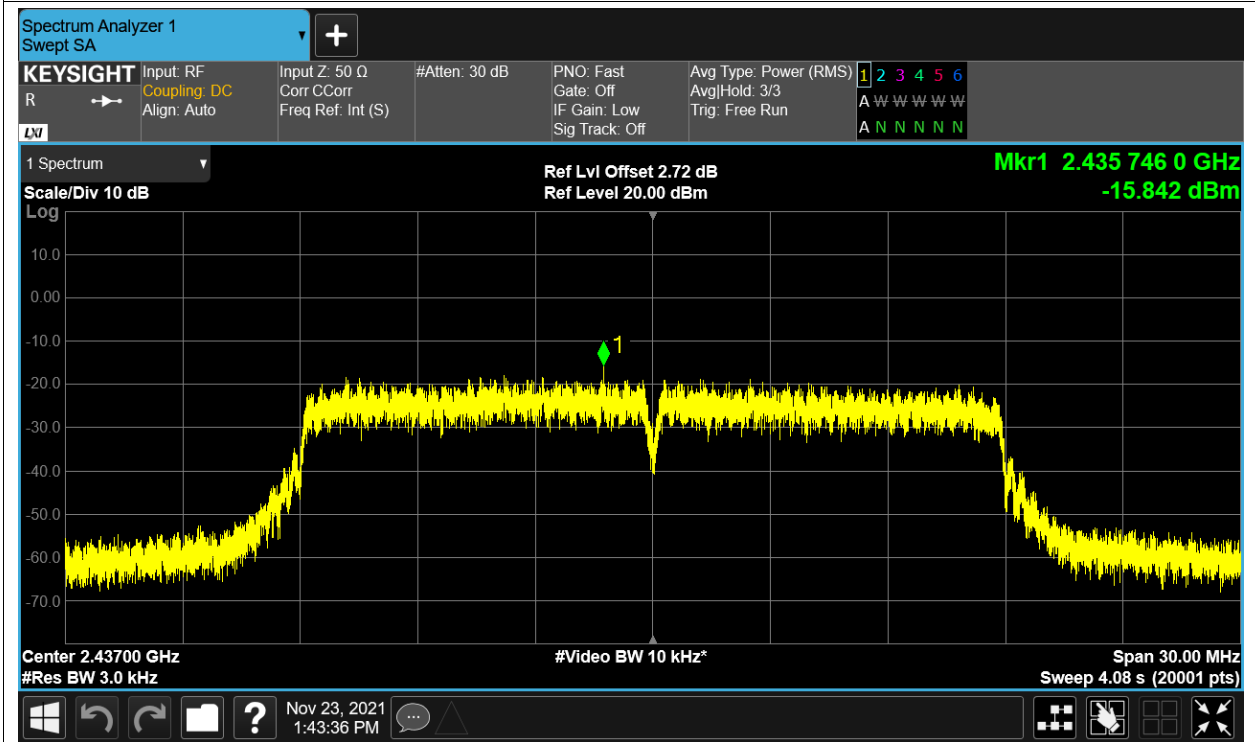 Spectrum Analyzer 1
Swept SA
KEYSIGHT
R
LXI
Input: RF
Coupling: DC
Align: Auto
Input Z: 50 Ω
Corr CCorr
Freq Ref: Int (S)
#Atten: 30 dB
PNO: Fast
Gate: Off
IF Gain: Low
Sig Track: Off
Avg Type: Power (RMS)
Avg|Hold: 3/3
Trig: Free Run
1 2 3 4 5 6
A W W W W W
A N N N N N
1 Spectrum
Scale/Div 10 dB
Log
Ref Lvl Offset 2.72 dB
Ref Level 20.00 dBm
Mkr1 2.435 746 0 GHz
-15.842 dBm
10.0
0.00
-10.0
-20.0
-30.0
-40.0
-50.0
-60.0
-70.0
1
Center 2.43700 GHz
#Res BW 3.0 kHz
#Video BW 10 kHz*
Span 30.00 MHz
Sweep 4.08 s (20001 pts)
?
Nov 23, 2021
1:43:36 PM